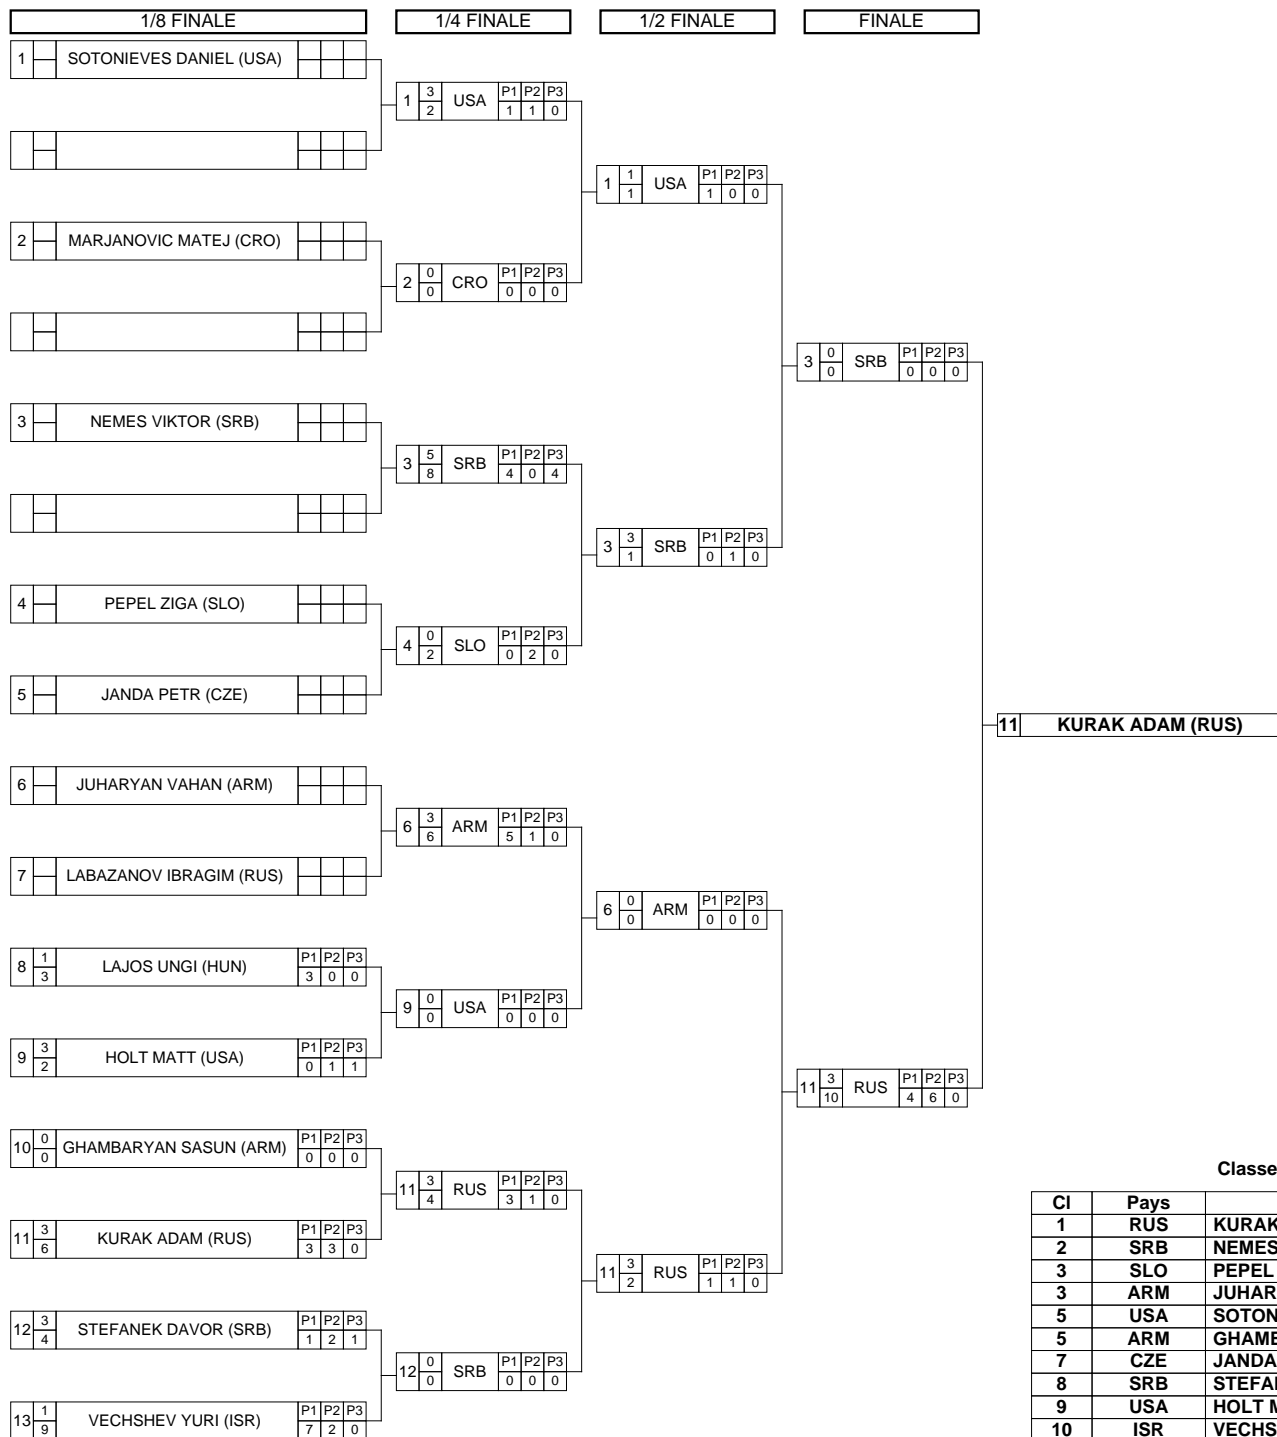 1/8 FINALE 1/4 FINALE 1/2 FINALE FINALE
1 SOTONIEVES DANIEL (USA)
1 3 2 USA P1 P2 P3 1 1 0
1 1 1 USA P1 P2 P3 1 0 0
2 MARJANOVIC MATEJ (CRO)
2 0 0 CRO P1 P2 P3 0 0 0
3 0 0 SRB P1 P2 P3 0 0 0
3 NEMES VIKTOR (SRB)
3 5 8 SRB P1 P2 P3 4 0 4
3 3 1 SRB P1 P2 P3 0 1 0
4 PEPEL ZIGA (SLO)
4 0 2 SLO P1 P2 P3 0 2 0
5 JANDA PETR (CZE)
11 KURAK ADAM (RUS)
6 JUHARYAN VAHAN (ARM)
6 3 6 ARM P1 P2 P3 5 1 0
7 LABAZANOV IBRAGIM (RUS)
6 0 0 ARM P1 P2 P3 0 0 0
8 1 3 LAJOS UNGI (HUN) P1 P2 P3 3 0 0
9 0 0 USA P1 P2 P3 0 0 0
9 3 2 HOLT MATT (USA) P1 P2 P3 0 1 1
11 3 10 RUS P1 P2 P3 4 6 0
10 0 0 GHAMBARYAN SASUN (ARM) P1 P2 P3 0 0 0
11 3 4 RUS P1 P2 P3 3 1 0
11 3 6 KURAK ADAM (RUS) P1 P2 P3 3 3 0
11 3 2 RUS P1 P2 P3 1 1 0
12 3 4 STEFANEK DAVOR (SRB) P1 P2 P3 1 2 1
12 0 0 SRB P1 P2 P3 0 0 0
13 1 9 VECHSHEV YURI (ISR) P1 P2 P3 7 2 0
Classe
Cl Pays
1 RUS KURAK
2 SRB NEMES
3 SLO PEPEL
3 ARM JUHAR
5 USA SOTON
5 ARM GHAMB
7 CZE JANDA
8 SRB STEFA
9 USA HOLT M
10 ISR VECHS